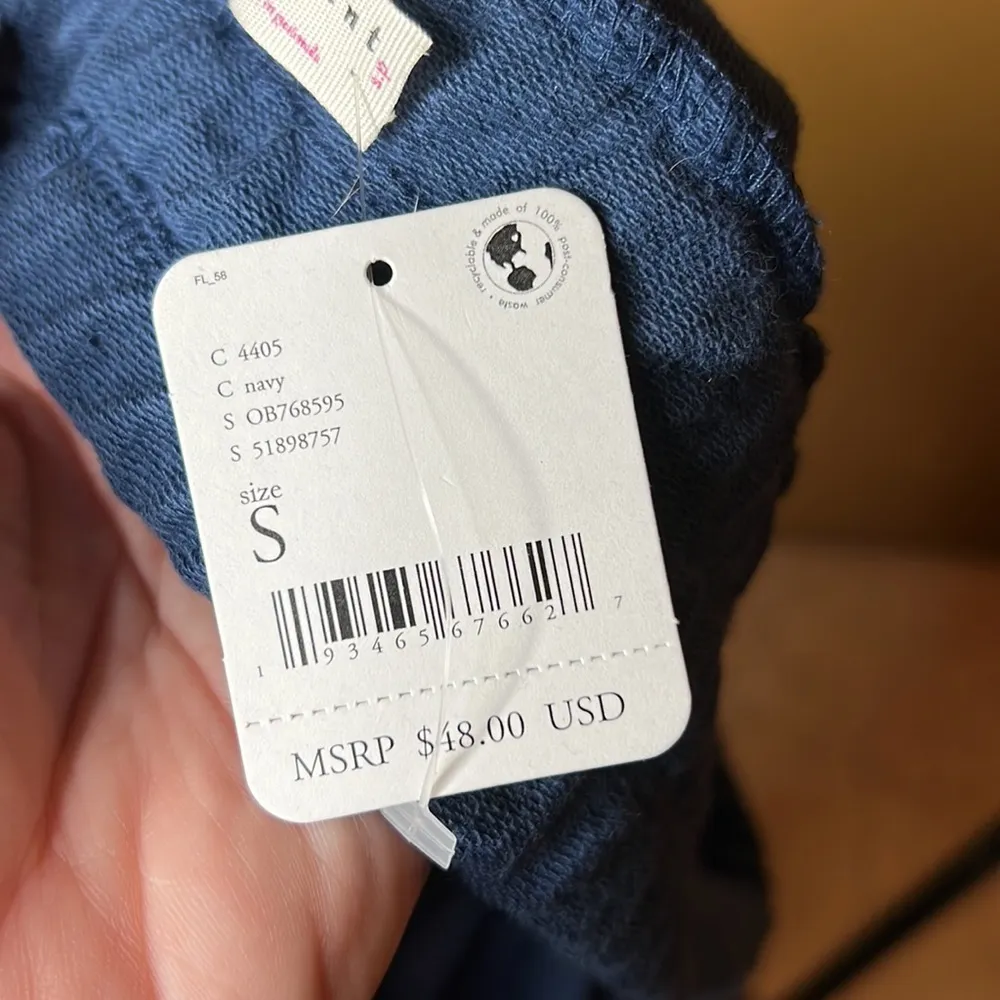 nt
FL_58
recyclable & made of 100% post-consumer waste •
C 4405
C navy
S OB768595
S 51898757
size
S
1 93465 67662 7
MSRP $48.00 USD